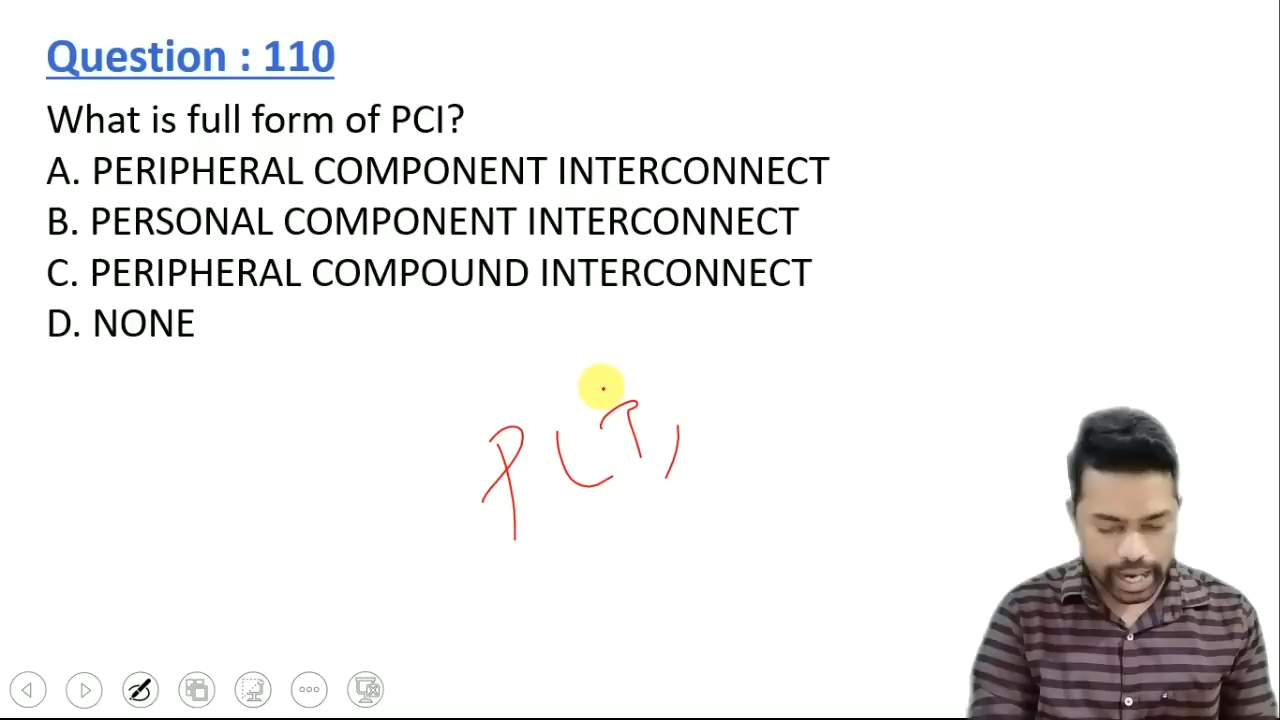 Question : 110
What is full form of PCI?
A. PERIPHERAL COMPONENT INTERCONNECT
B. PERSONAL COMPONENT INTERCONNECT
C. PERIPHERAL COMPOUND INTERCONNECT
D. NONE